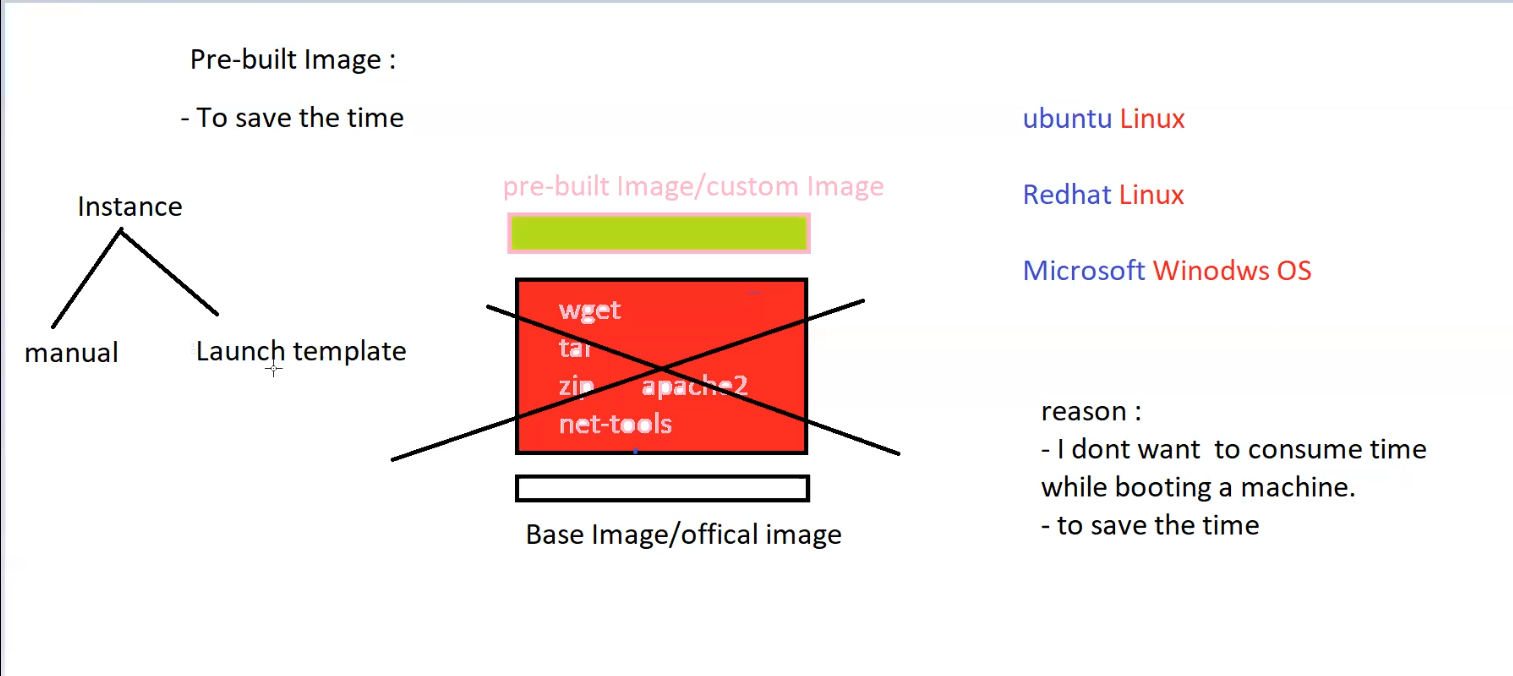 Pre-built Image :
- To save the time
ubuntu Linux
pre-built Image/custom Image
Redhat Linux
Instance
Microsoft Winodws OS
wget
tar
manual
Launch template
zip apache2
net-tools
reason :
- I dont want to consume time
while booting a machine.
- to save the time
Base Image/offical image